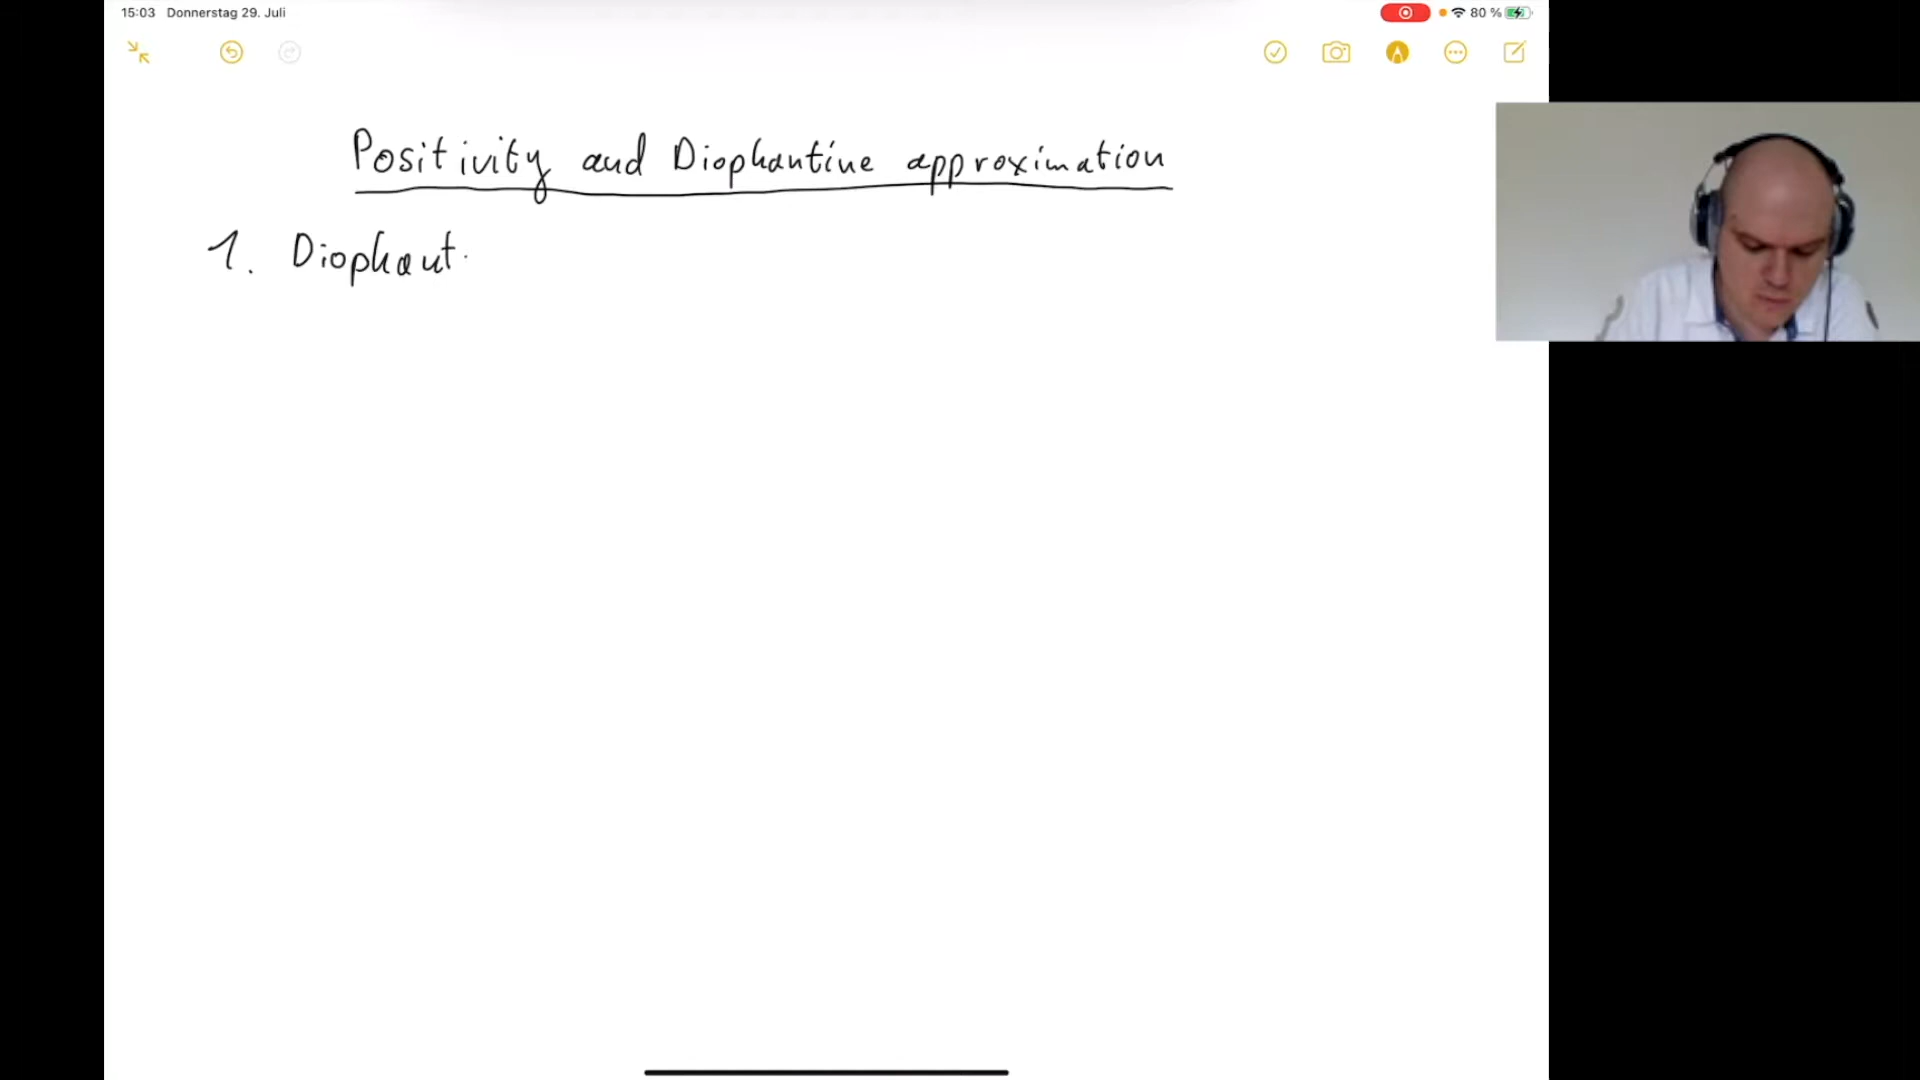 15:03 Donnerstag 29. Juli 80 %
Positivity and Diophantine approximation
1. Diophant